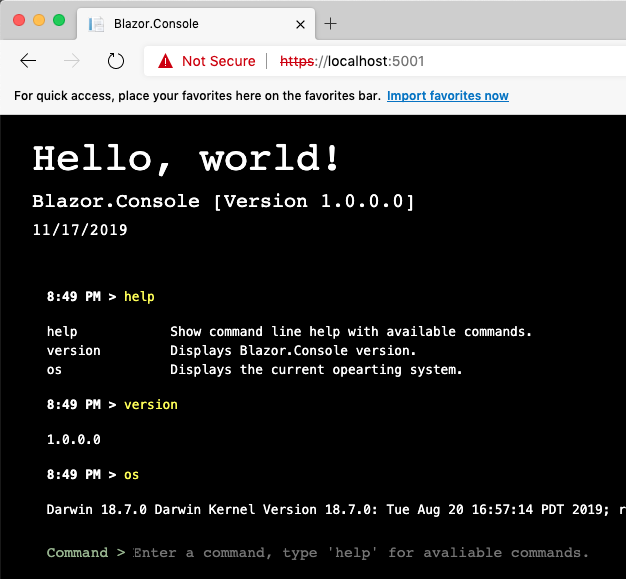 Blazor.Console
Not Secure | https://localhost:5001
For quick access, place your favorites here on the favorites bar. Import favorites now
Hello, world!
Blazor.Console [Version 1.0.0.0]
11/17/2019
8:49 PM > help
help Show command line help with available commands.
version Displays Blazor.Console version.
os Displays the current opearting system.
8:49 PM > version
1.0.0.0
8:49 PM > os
Darwin 18.7.0 Darwin Kernel Version 18.7.0: Tue Aug 20 16:57:14 PDT 2019; r
Command > Enter a command, type 'help' for avaliable commands.